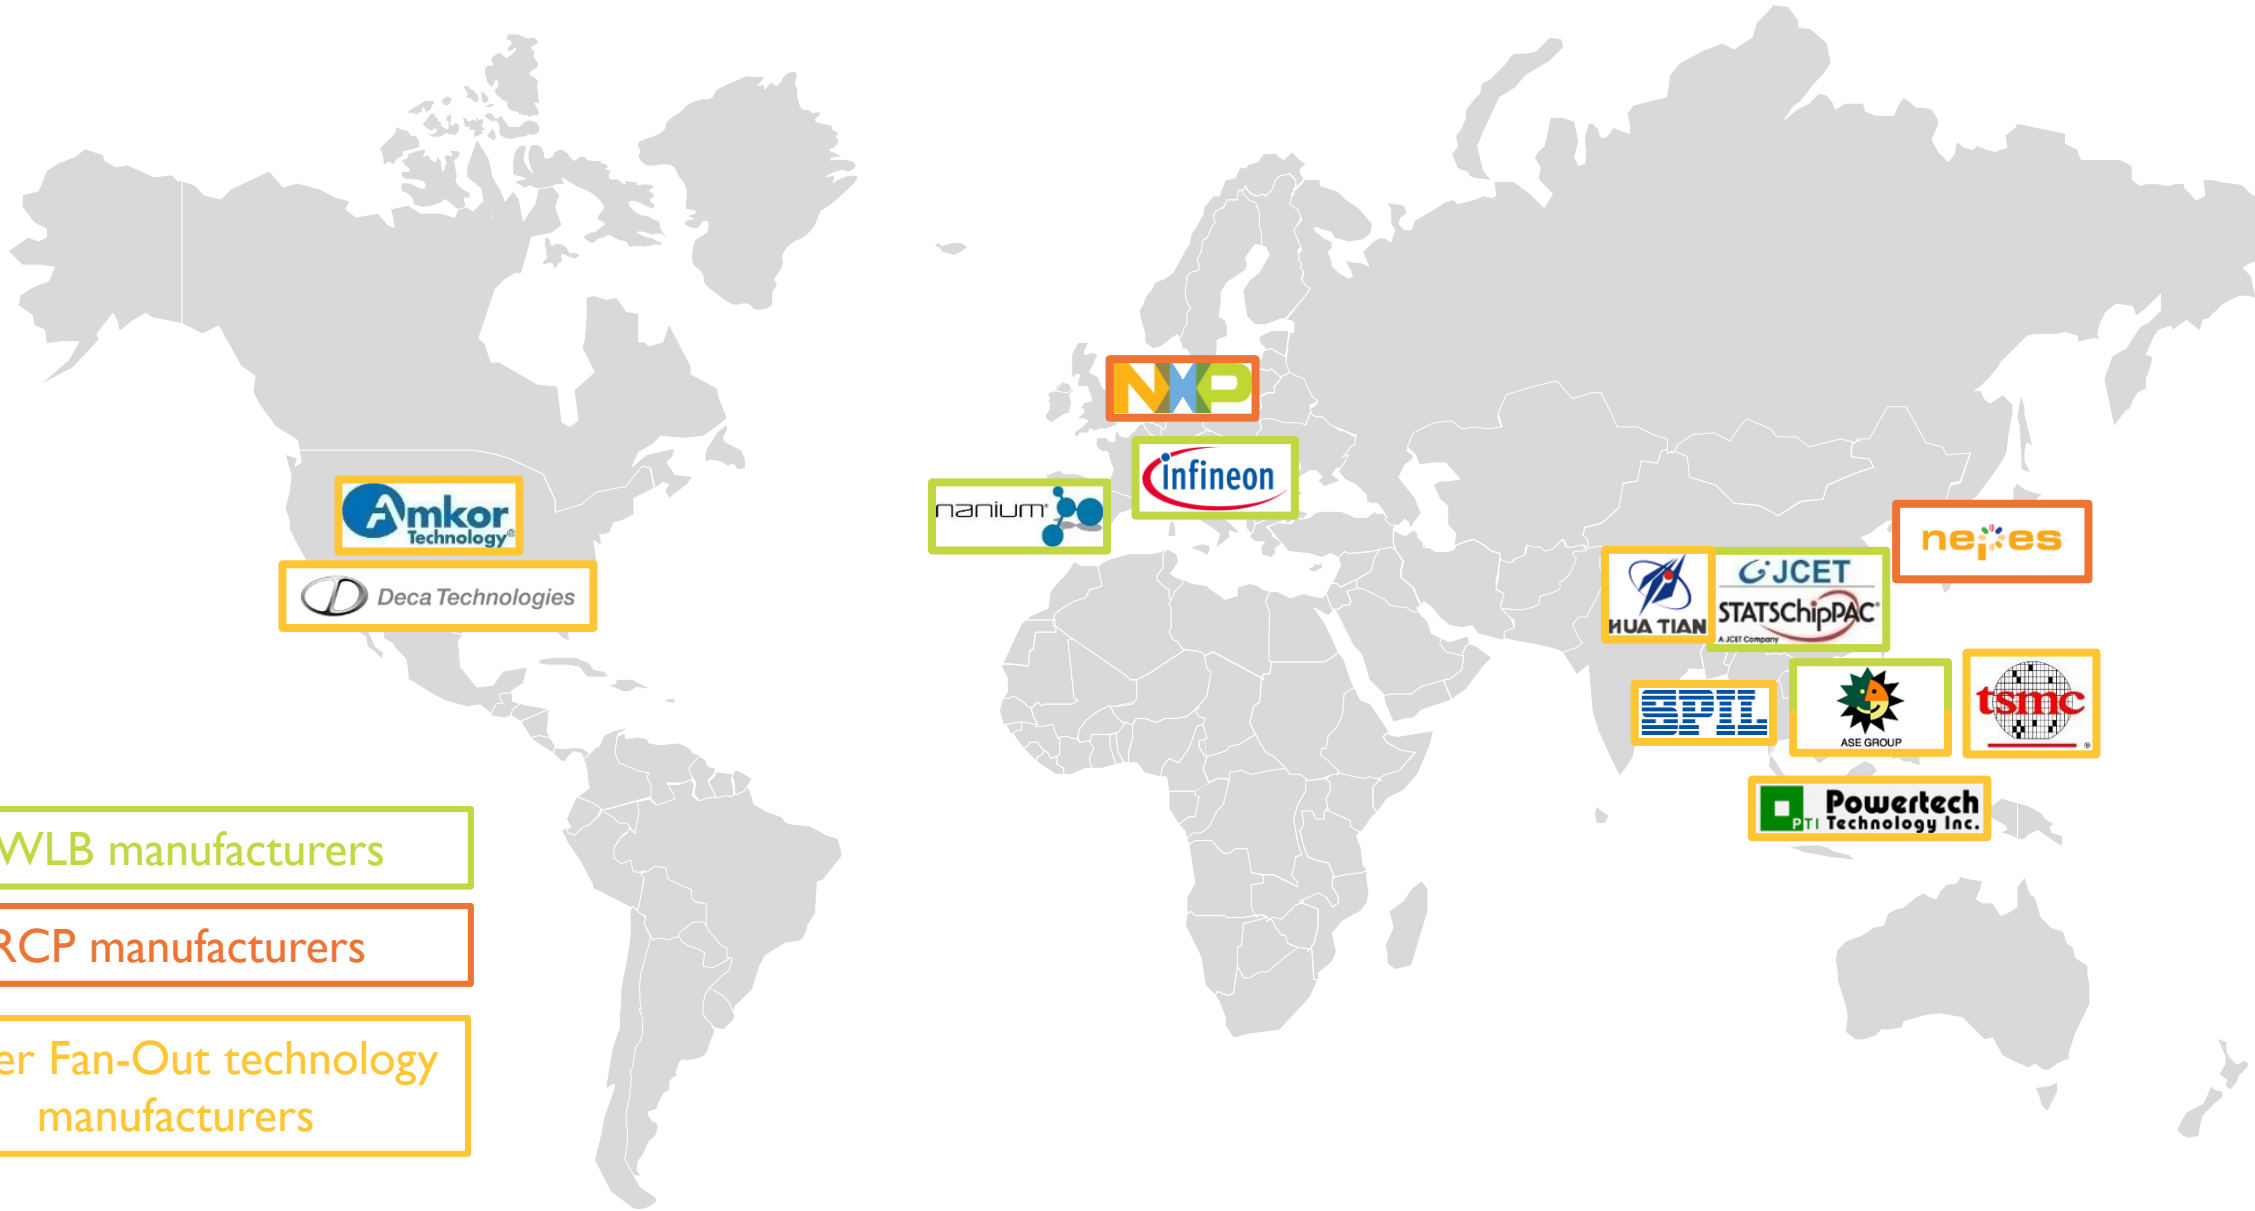 NXP
infineon
nanium
Amkor
Technology®
Deca Technologies
nepes
HUA TIAN
JCET
STATSChipPAC
A JCET Company
SPIL
ASE GROUP
tsmc
®
Powertech
PTI Technology Inc.
WLB manufacturers
RCP manufacturers
er Fan-Out technology
manufacturers